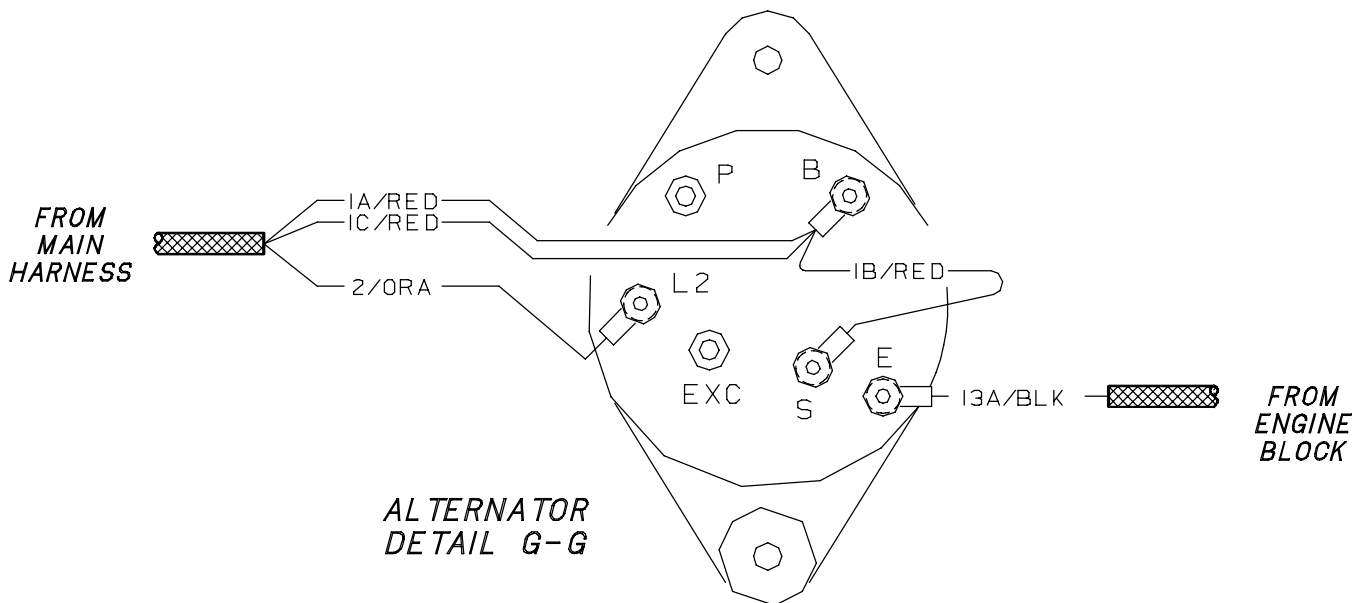 P
B
1A/RED
FROM
MAIN
HARNESS
1C/RED
1B/RED
2/ORA
L2
E
EXC
S
13A/BLK
FROM
ENGINE
BLOCK
ALTERNATOR
DETAIL G-G